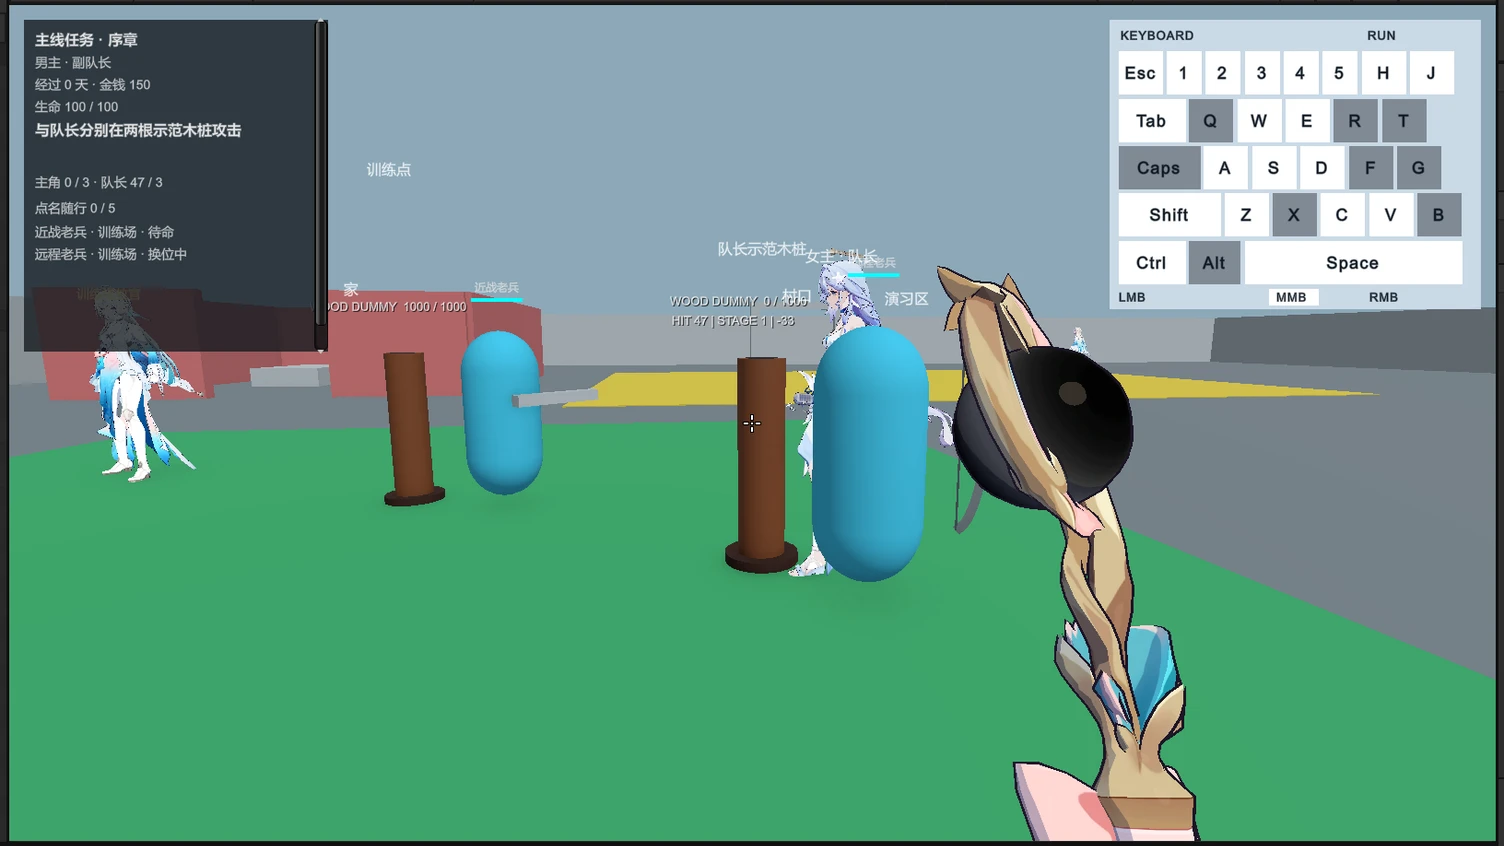 主线任务 · 序章
男主 · 副队长
经过 0 天 · 金钱 150
生命 100 / 100
与队长分别在两根示范木桩攻击
主角 0 / 3 · 队长 47 / 3
点名随行 0 / 5
近战老兵 · 训练场 · 待命
远程老兵 · 训练场 · 换位中
训练点
家
OOD DUMMY 1000 / 1000
近战老兵
队长示范木桩
女主 · 队长
老兵
村口
演习区
WOOD DUMMY 0 / 1000
HIT 47 | STAGE 1 | -33
KEYBOARD RUN
Esc 1 2 3 4 5 H J
Tab Q W E R T
Caps A S D F G
Shift Z X C V B
Ctrl Alt Space
LMB MMB RMB